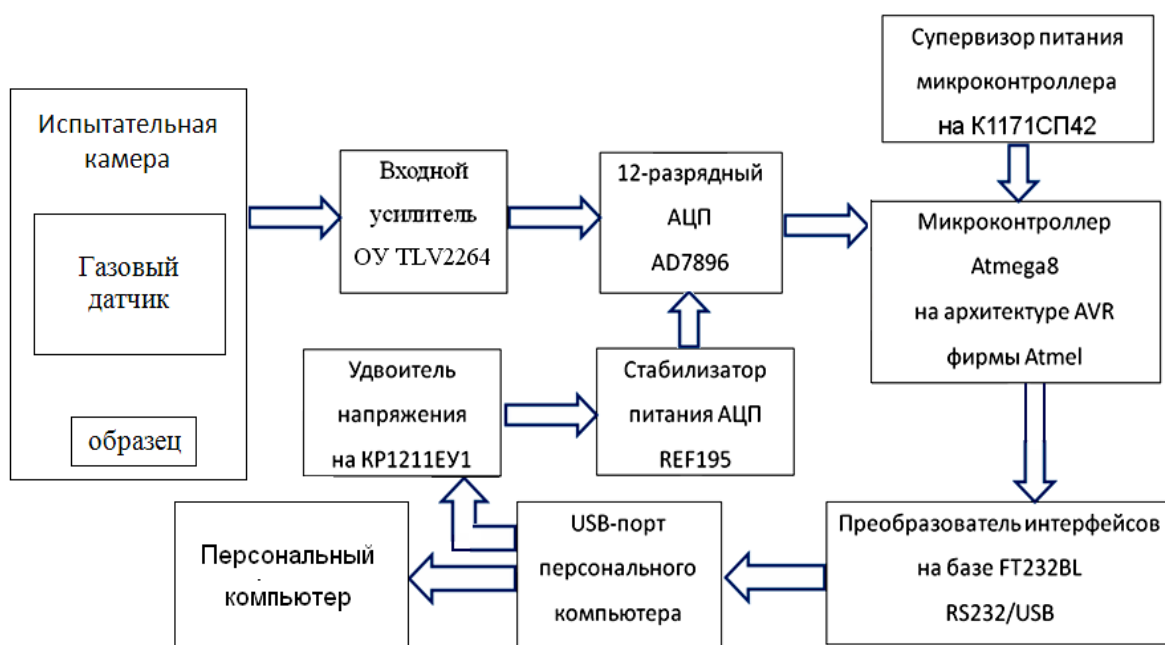 Испытательная
камера
Газовый
датчик
образец
Входной
усилитель
ОУ TLV2264
12-разрядный
АЦП
AD7896
Супервизор питания
микроконтроллера
на К1171СП42
Микроконтроллер
Atmega8
на архитектуре AVR
фирмы Atmel
Удвоитель
напряжения
на КР1211ЕУ1
Стабилизатор
питания АЦП
REF195
Персональный
компьютер
USB-порт
персонального
компьютера
Преобразователь интерфейсов
на базе FT232BL
RS232/USB